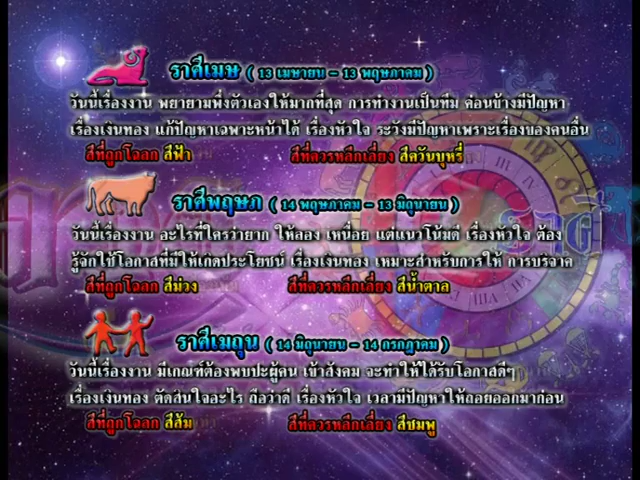 ราศีเมษ ( 13 เมษายน - 13 พฤษภาคม )
วันนี้เรื่องงาน พยายามพึ่งตัวเองให้มากที่สุด การทำงานเป็นทีม ค่อนข้างมีปัญหา
เรื่องเงินทอง แก้ปัญหาเฉพาะหน้าได้ เรื่องหัวใจ ระวังมีปัญหาเพราะเรื่องของคนอื่น
สีที่ถูกโฉลก สีฟ้า สีที่ควรหลีกเลี่ยง สีควันบุหรี่
ราศีพฤษภ ( 14 พฤษภาคม - 13 มิถุนายน )
วันนี้เรื่องงาน อะไรที่ใครว่ายาก ให้ลอง เหนื่อย แต่แนวโน้มดี เรื่องหัวใจ ต้อง
รู้จักใช้โอกาสที่มีให้เกิดประโยชน์ เรื่องเงินทอง เหมาะสำหรับการให้ การบริจาค
สีที่ถูกโฉลก สีม่วง สีที่ควรหลีกเลี่ยง สีน้ำตาล
ราศีเมถุน ( 14 มิถุนายน - 14 กรกฎาคม )
วันนี้เรื่องงาน มีเกณฑ์ต้องพบปะผู้คน เข้าสังคม จะทำให้ได้รับโอกาสดีๆ
เรื่องเงินทอง ตัดสินใจอะไร ถือว่าดี เรื่องหัวใจ เวลามีปัญหาให้ถอยออกมาก่อน
สีที่ถูกโฉลก สีส้ม สีที่ควรหลีกเลี่ยง สีชมพู